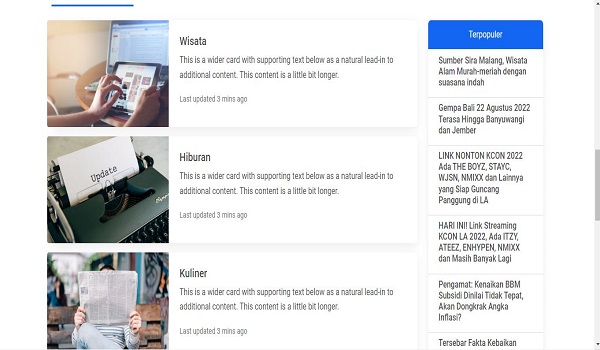 Wisata
This is a wider card with supporting text below as a natural lead-in to
additional content. This content is a little bit longer.
Last updated 3 mins ago
Update
Hiburan
This is a wider card with supporting text below as a natural lead-in to
additional content. This content is a little bit longer.
Last updated 3 mins ago
Kuliner
This is a wider card with supporting text below as a natural lead-in to
additional content. This content is a little bit longer.
Last updated 3 mins ago
Terpopuler
Sumber Sira Malang, Wisata
Alam Murah-meriah dengan
suasana indah
Gempa Bali 22 Agustus 2022
Terasa Hingga Banyuwangi
dan Jember
LINK NONTON KCON 2022
Ada THE BOYZ, STAYC,
WJSN, NMIXX dan Lainnya
yang Siap Guncang
Panggung di LA
HARI INI! Link Streaming
KCON LA 2022, Ada ITZY,
ATEEZ, ENHYPEN, NMIXX
dan Masih Banyak Lagi
Pengamat: Kenaikan BBM
Subsidi Dinilai Tidak Tepat,
Akan Dongkrak Angka
Inflasi?
Tersebar Fakta Kebaikan